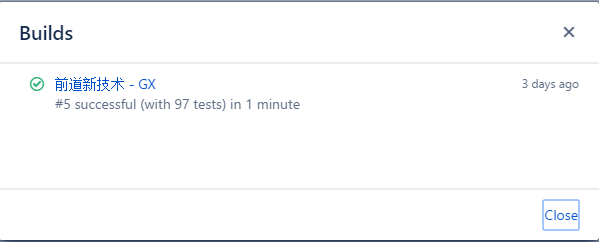 Builds
前道新技术 - GX
3 days ago
#5 successful (with 97 tests) in 1 minute
Close